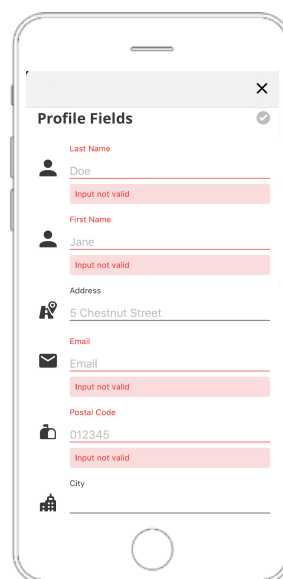 Profile Fields
Last Name
Doe
Input not valid
First Name
Jane
Input not valid
Address
5 Chestnut Street
Email
Email
Input not valid
Postal Code
012345
Input not valid
City